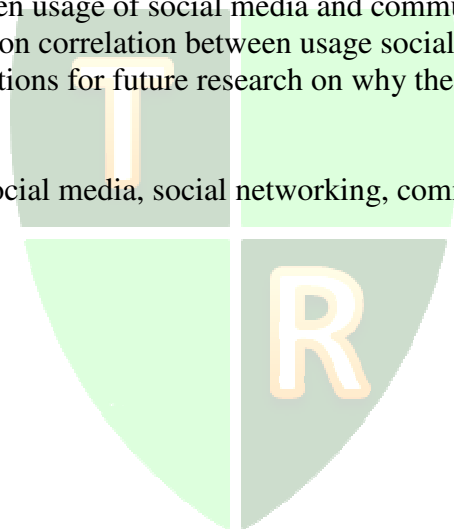 en usage of social media and commu
on correlation between usage social
tions for future research on why the
ocial media, social networking, com
T
R